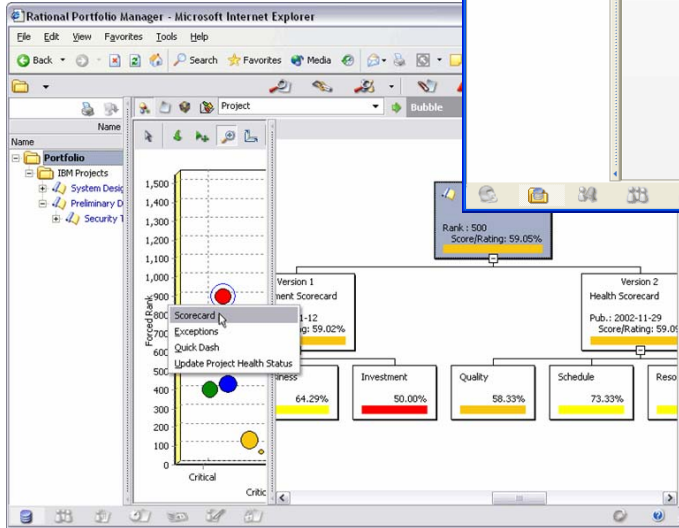 Rational Portfolio Manager - Microsoft Internet Explorer
File Edit View Favorites Tools Help
Back Search Favorites Media
Project Bubble
Name
Name
Portfolio
IBM Projects
System Desig
Preliminary D
Security T
1,500
1,400
1,300
1,200
1,100
1,000
900
800
700
600
500
400
300
200
100
0
Forced Rank
Critical
Critic
Scorecard
Exceptions
Quick Dash
Update Project Health Status
Rank : 500
Score/Rating: 59.05%
Version 1
ment Scorecard
1-12
g: 59.02%
Version 2
Health Scorecard
Pub.: 2002-11-29
Score/Rating: 59.0
iness
64.29%
Investment
50.00%
Quality
58.33%
Schedule
73.33%
Reso